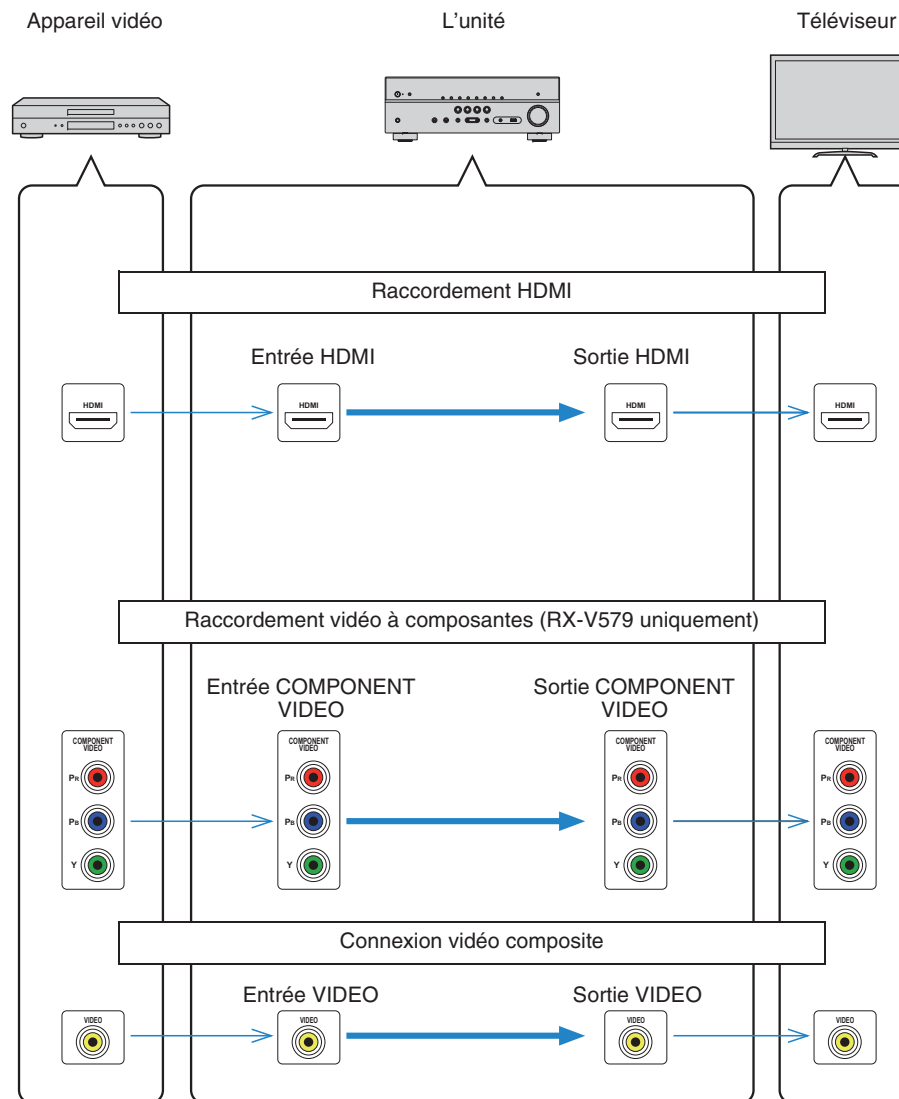 Appareil vidéo
L'unité
Téléviseur
Raccordement HDMI
Entrée HDMI
Sortie HDMI
HDMI
HDMI
HDMI
HDMI
Raccordement vidéo à composantes (RX-V579 uniquement)
Entrée COMPONENT
VIDEO
Sortie COMPONENT
VIDEO
COMPONENT
VIDEO
PR
PB
Y
COMPONENT
VIDEO
PR
PB
Y
COMPONENT
VIDEO
PR
PB
Y
COMPONENT
VIDEO
PR
PB
Y
Connexion vidéo composite
Entrée VIDEO
Sortie VIDEO
VIDEO
VIDEO
VIDEO
VIDEO